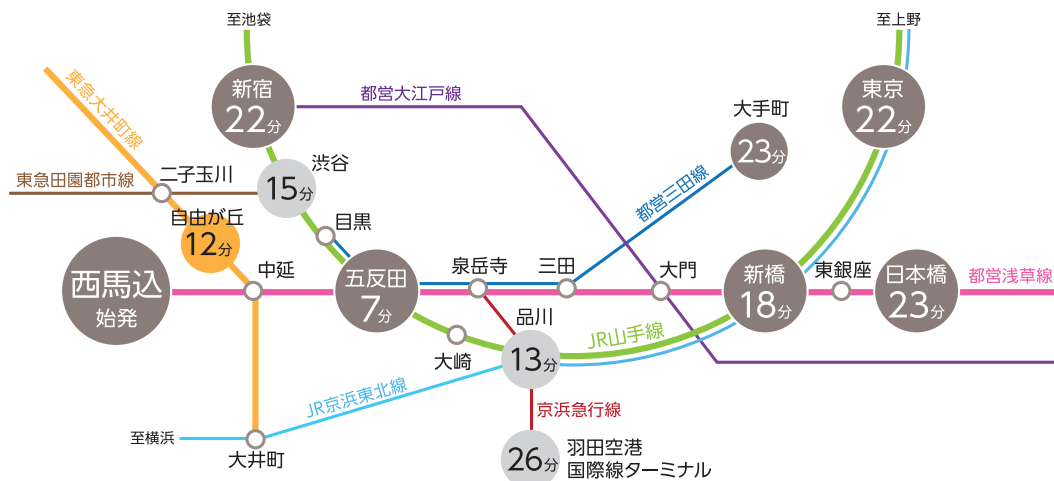 至池袋
至上野
新宿
22分
都営大江戸線
東京
22分
大手町
23分
東急大井町線
東急田園都市線
二子玉川
渋谷
15分
都営三田線
自由が丘
12分
目黒
西馬込
始発
中延
五反田
7分
泉岳寺
三田
大門
新橋
18分
東銀座
日本橋
23分
都営浅草線
大崎
品川
13分
JR山手線
JR京浜東北線
京浜急行線
至横浜
大井町
26分
羽田空港
国際線ターミナル